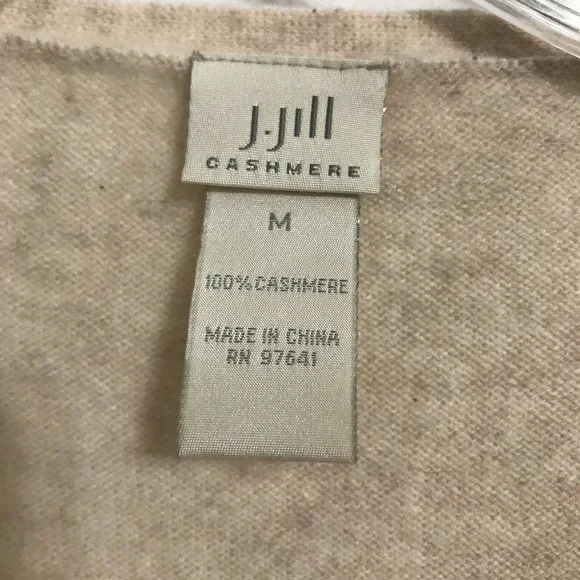 J.Jill
CASHMERE
M
100% CASHMERE
MADE IN CHINA
RN 97641